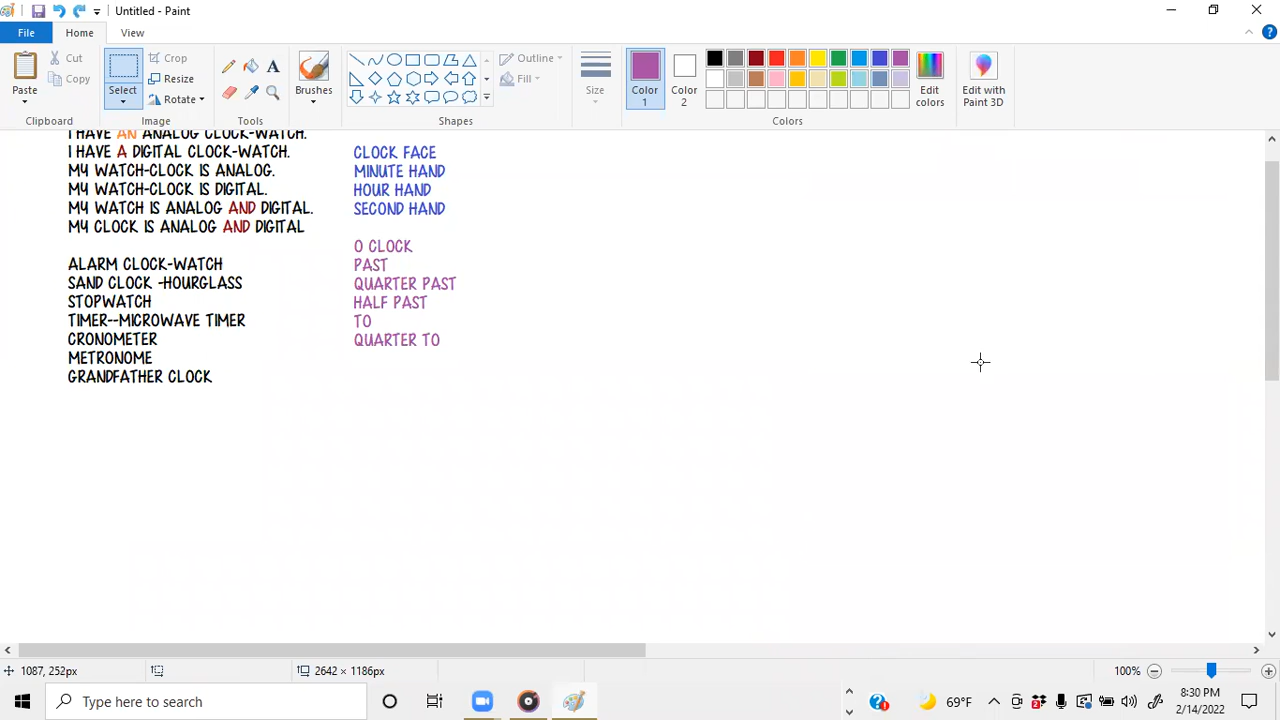 Untitled - Paint
File
Home
View
Paste
Cut
Copy
Clipboard
Select
Crop
Resize
Rotate
Image
Tools
Brushes
Outline
Fill
Shapes
Size
Color 1
Color 2
Colors
Edit colors
Edit with Paint 3D
I HAVE AN ANALOG CLOCK-WATCH.
I HAVE A DIGITAL CLOCK-WATCH.
MY WATCH-CLOCK IS ANALOG.
MY WATCH-CLOCK IS DIGITAL.
MY WATCH IS ANALOG AND DIGITAL.
MY CLOCK IS ANALOG AND DIGITAL
ALARM CLOCK-WATCH
SAND CLOCK -HOURGLASS
STOPWATCH
TIMER--MICROWAVE TIMER
CRONOMETER
METRONOME
GRANDFATHER CLOCK
CLOCK FACE
MINUTE HAND
HOUR HAND
SECOND HAND
O CLOCK
PAST
QUARTER PAST
HALF PAST
TO
QUARTER TO
1087, 252px
2642 × 1186px
100%
Type here to search
69°F
8:30 PM
2/14/2022